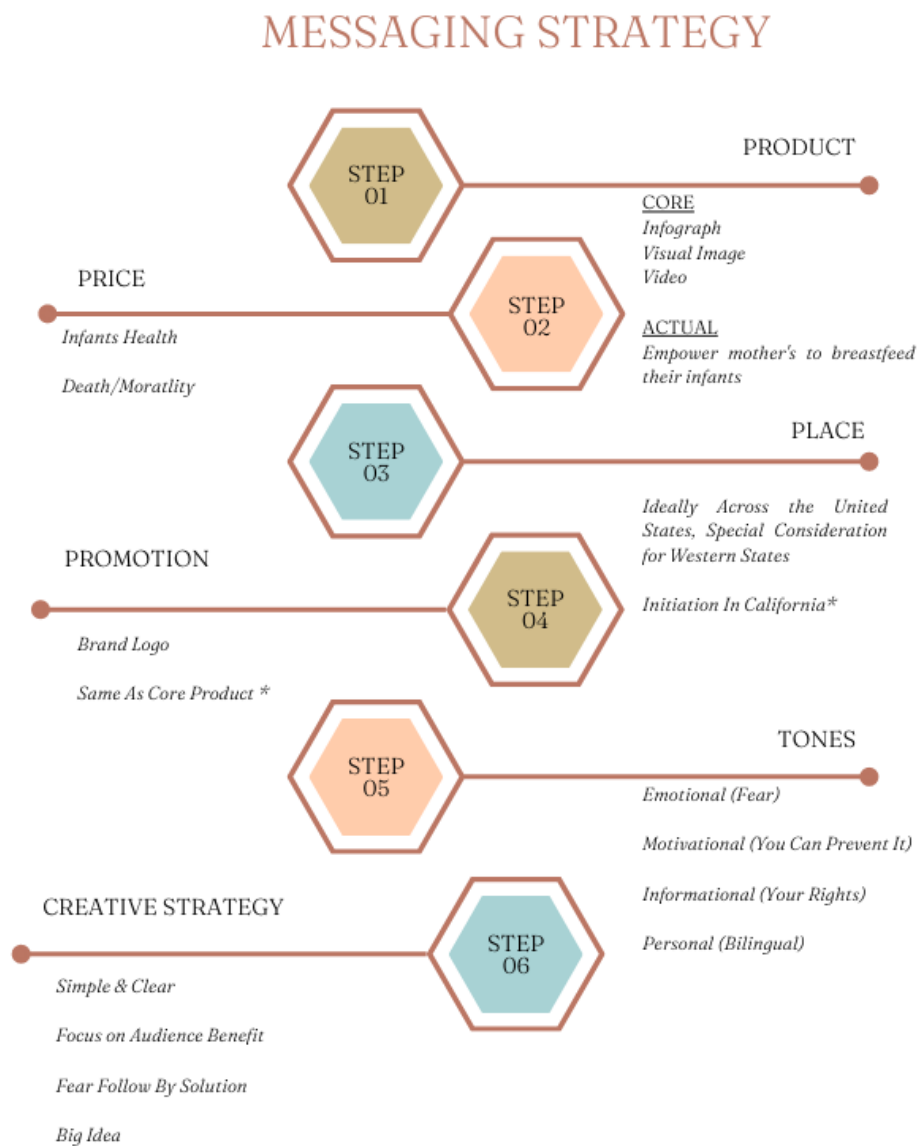 MESSAGING STRATEGY
STEP
01
PRODUCT
CORE
Infograph
Visual Image
Video
ACTUAL
Empower mother's to breastfeed
their infants
STEP
02
PRICE
Infants Health
Death/Moratlity
STEP
03
PLACE
Ideally Across the United
States, Special Consideration
for Western States
Initiation In California*
STEP
04
PROMOTION
Brand Logo
Same As Core Product *
STEP
05
TONES
Emotional (Fear)
Motivational (You Can Prevent It)
Informational (Your Rights)
Personal (Bilingual)
STEP
06
CREATIVE STRATEGY
Simple & Clear
Focus on Audience Benefit
Fear Follow By Solution
Big Idea